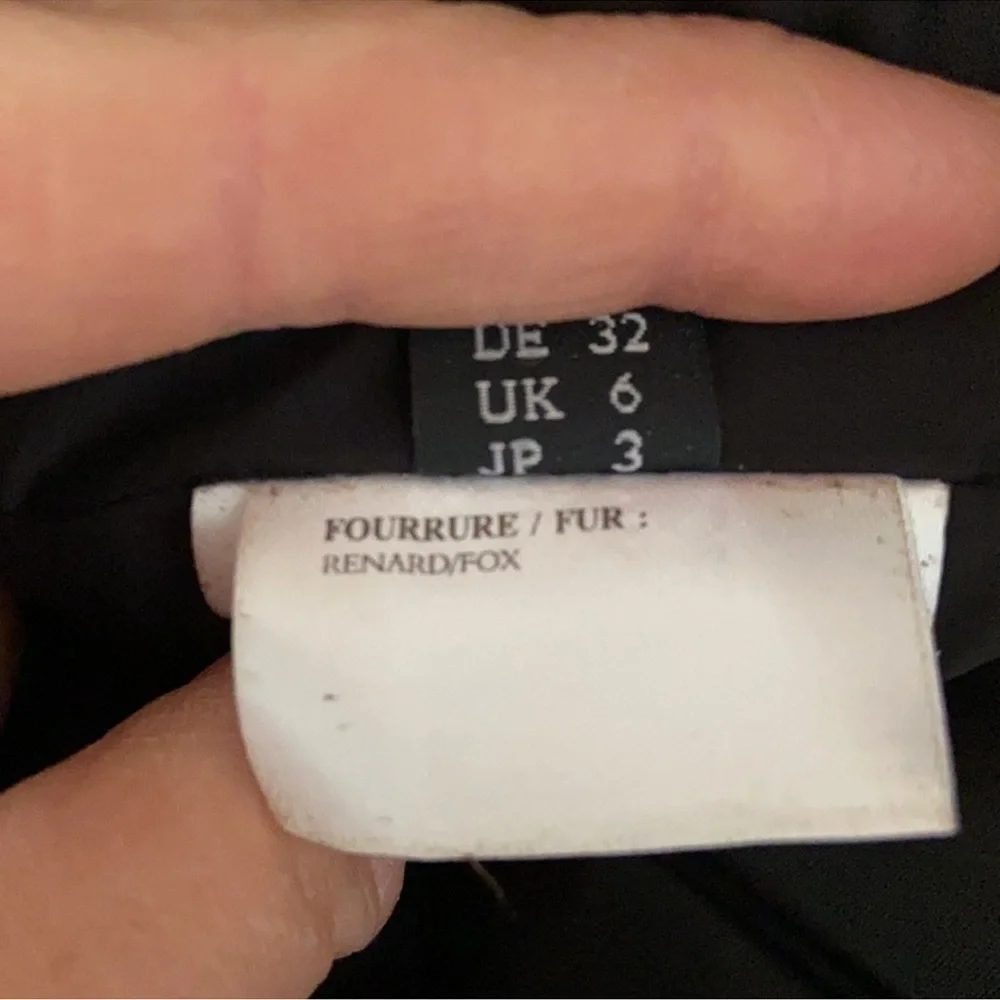 DE 32
UK 6
JP 3
FOURRURE / FUR :
RENARD/FOX